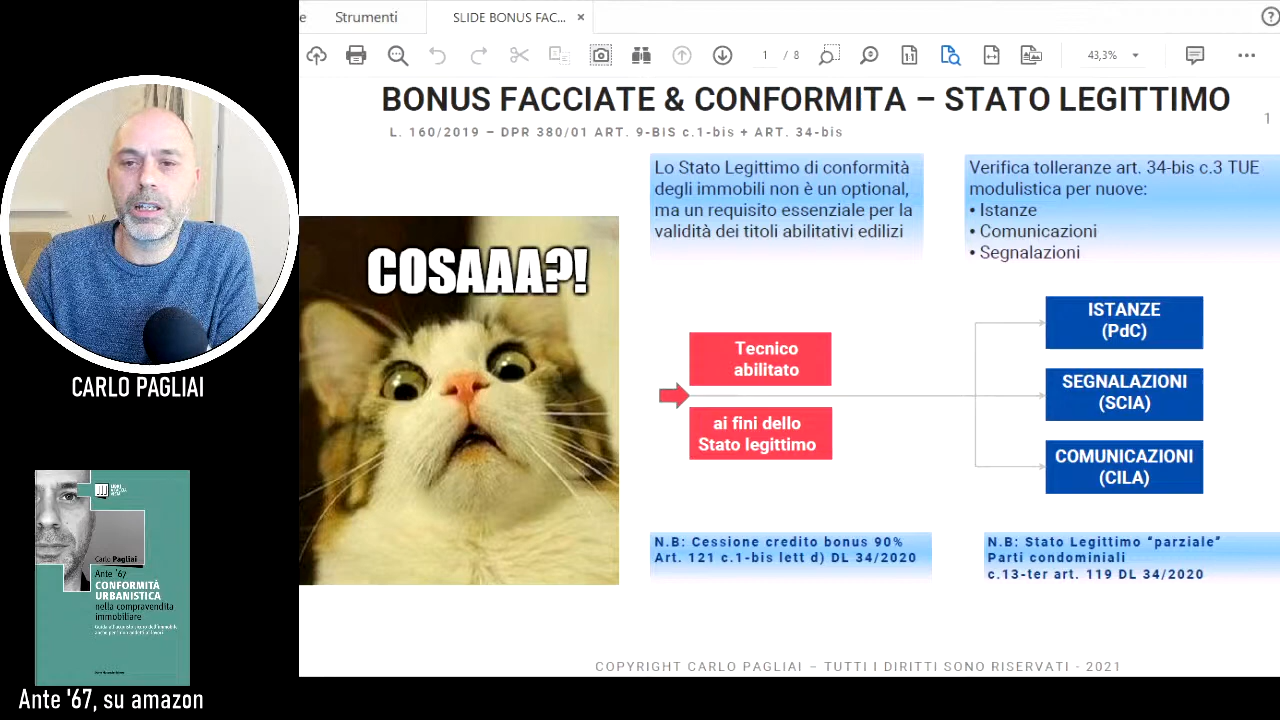 e
Strumenti
SLIDE BONUS FAC... ×
1 / 8
43,3%
BONUS FACCIATE & CONFORMITA – STATO LEGITTIMO
L. 160/2019 – DPR 380/01 ART. 9-BIS c.1-bis + ART. 34-bis
1
Lo Stato Legittimo di conformità
degli immobili non è un optional,
ma un requisito essenziale per la
validità dei titoli abilitativi edilizi
Verifica tolleranze art. 34-bis c.3 TUE
modulistica per nuove:
• Istanze
• Comunicazioni
• Segnalazioni
COSAAA?!
Tecnico
abilitato
ai fini dello
Stato legittimo
ISTANZE
(PdC)
SEGNALAZIONI
(SCIA)
COMUNICAZIONI
(CILA)
N.B: Cessione credito bonus 90%
Art. 121 c.1-bis lett d) DL 34/2020
N.B: Stato Legittimo “parziale”
Parti condominiali
c.13-ter art. 119 DL 34/2020
COPYRIGHT CARLO PAGLIAI – TUTTI I DIRITTI SONO RISERVATI - 2021
CARLO PAGLIAI
Carlo Pagliai
Ante '67
CONFORMITÀ
URBANISTICA
nella compravendita
immobiliare
Ante '67, su amazon